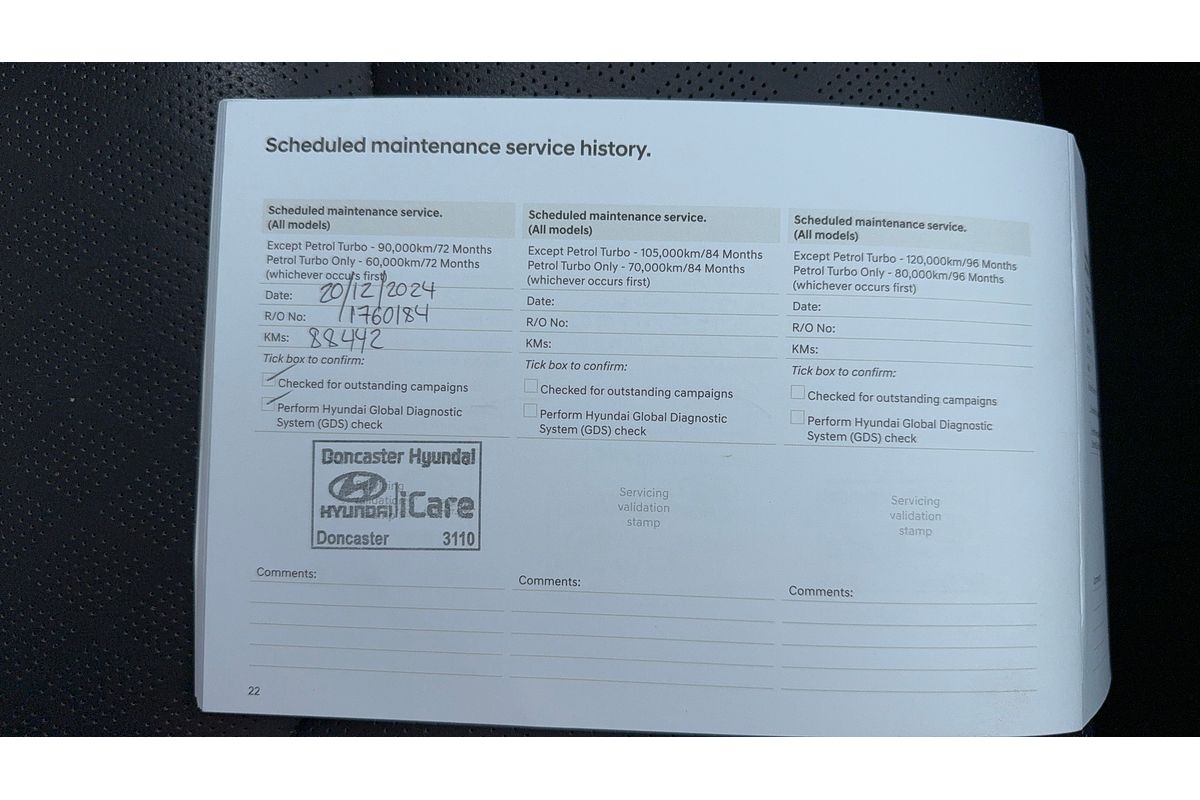 Scheduled maintenance service history.
Scheduled maintenance service.
(All models)
Except Petrol Turbo - 90,000km/72 Months
Petrol Turbo Only - 60,000km/72 Months
(whichever occurs first)
Date: 20/12/2024
R/O No: 11760184
KMs: 88442
Tick box to confirm:
Checked for outstanding campaigns
Perform Hyundai Global Diagnostic
System (GDS) check
Doncaster Hyundai
HYUNDAI iCare
Doncaster 3110
Comments:
Scheduled maintenance service.
(All models)
Except Petrol Turbo - 105,000km/84 Months
Petrol Turbo Only - 70,000km/84 Months
(whichever occurs first)
Date:
R/O No:
KMs:
Tick box to confirm:
Checked for outstanding campaigns
Perform Hyundai Global Diagnostic
System (GDS) check
Servicing
validation
stamp
Comments:
Scheduled maintenance service.
(All models)
Except Petrol Turbo - 120,000km/96 Months
Petrol Turbo Only - 80,000km/96 Months
(whichever occurs first)
Date:
R/O No:
KMs:
Tick box to confirm:
Checked for outstanding campaigns
Perform Hyundai Global Diagnostic
System (GDS) check
Servicing
validation
stamp
Comments:
22